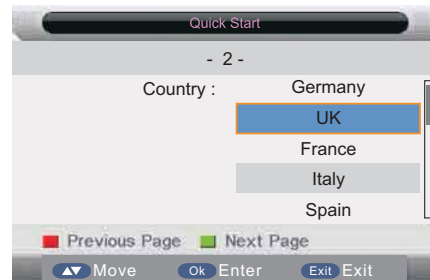 Quick Start
- 2 -
Country : Germany
UK
France
Italy
Spain
Previous Page Next Page
Move Ok Enter Exit Exit